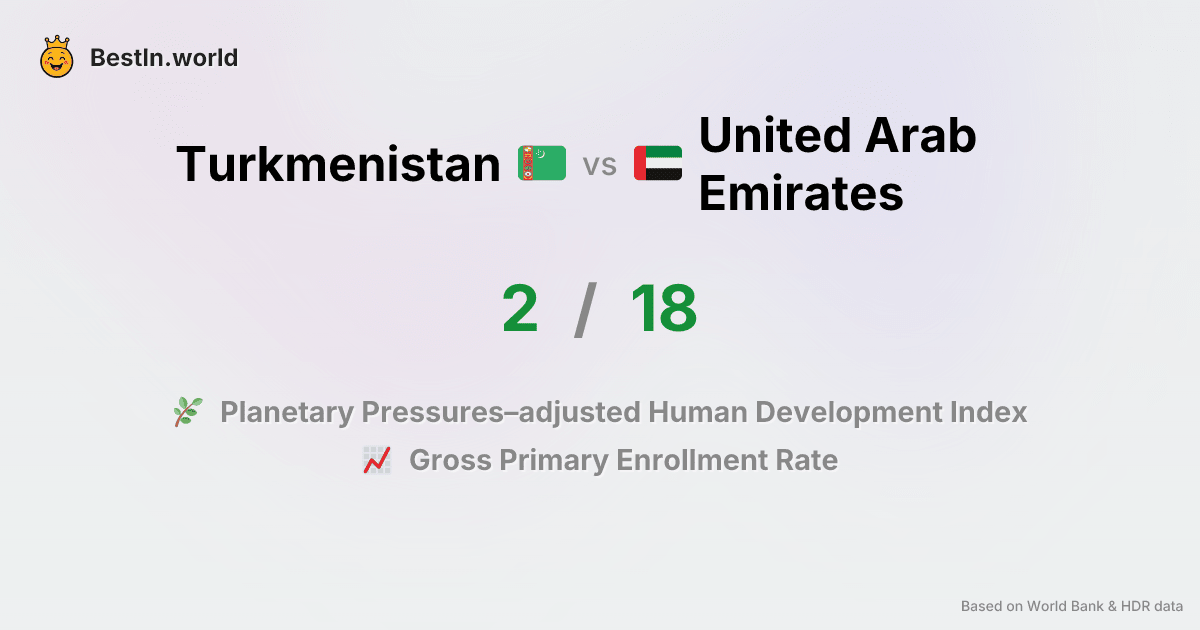 BestIn.world
Turkmenistan vs United Arab
Emirates
2 / 18
Planetary Pressures–adjusted Human Development Index
Gross Primary Enrollment Rate
Based on World Bank & HDR data